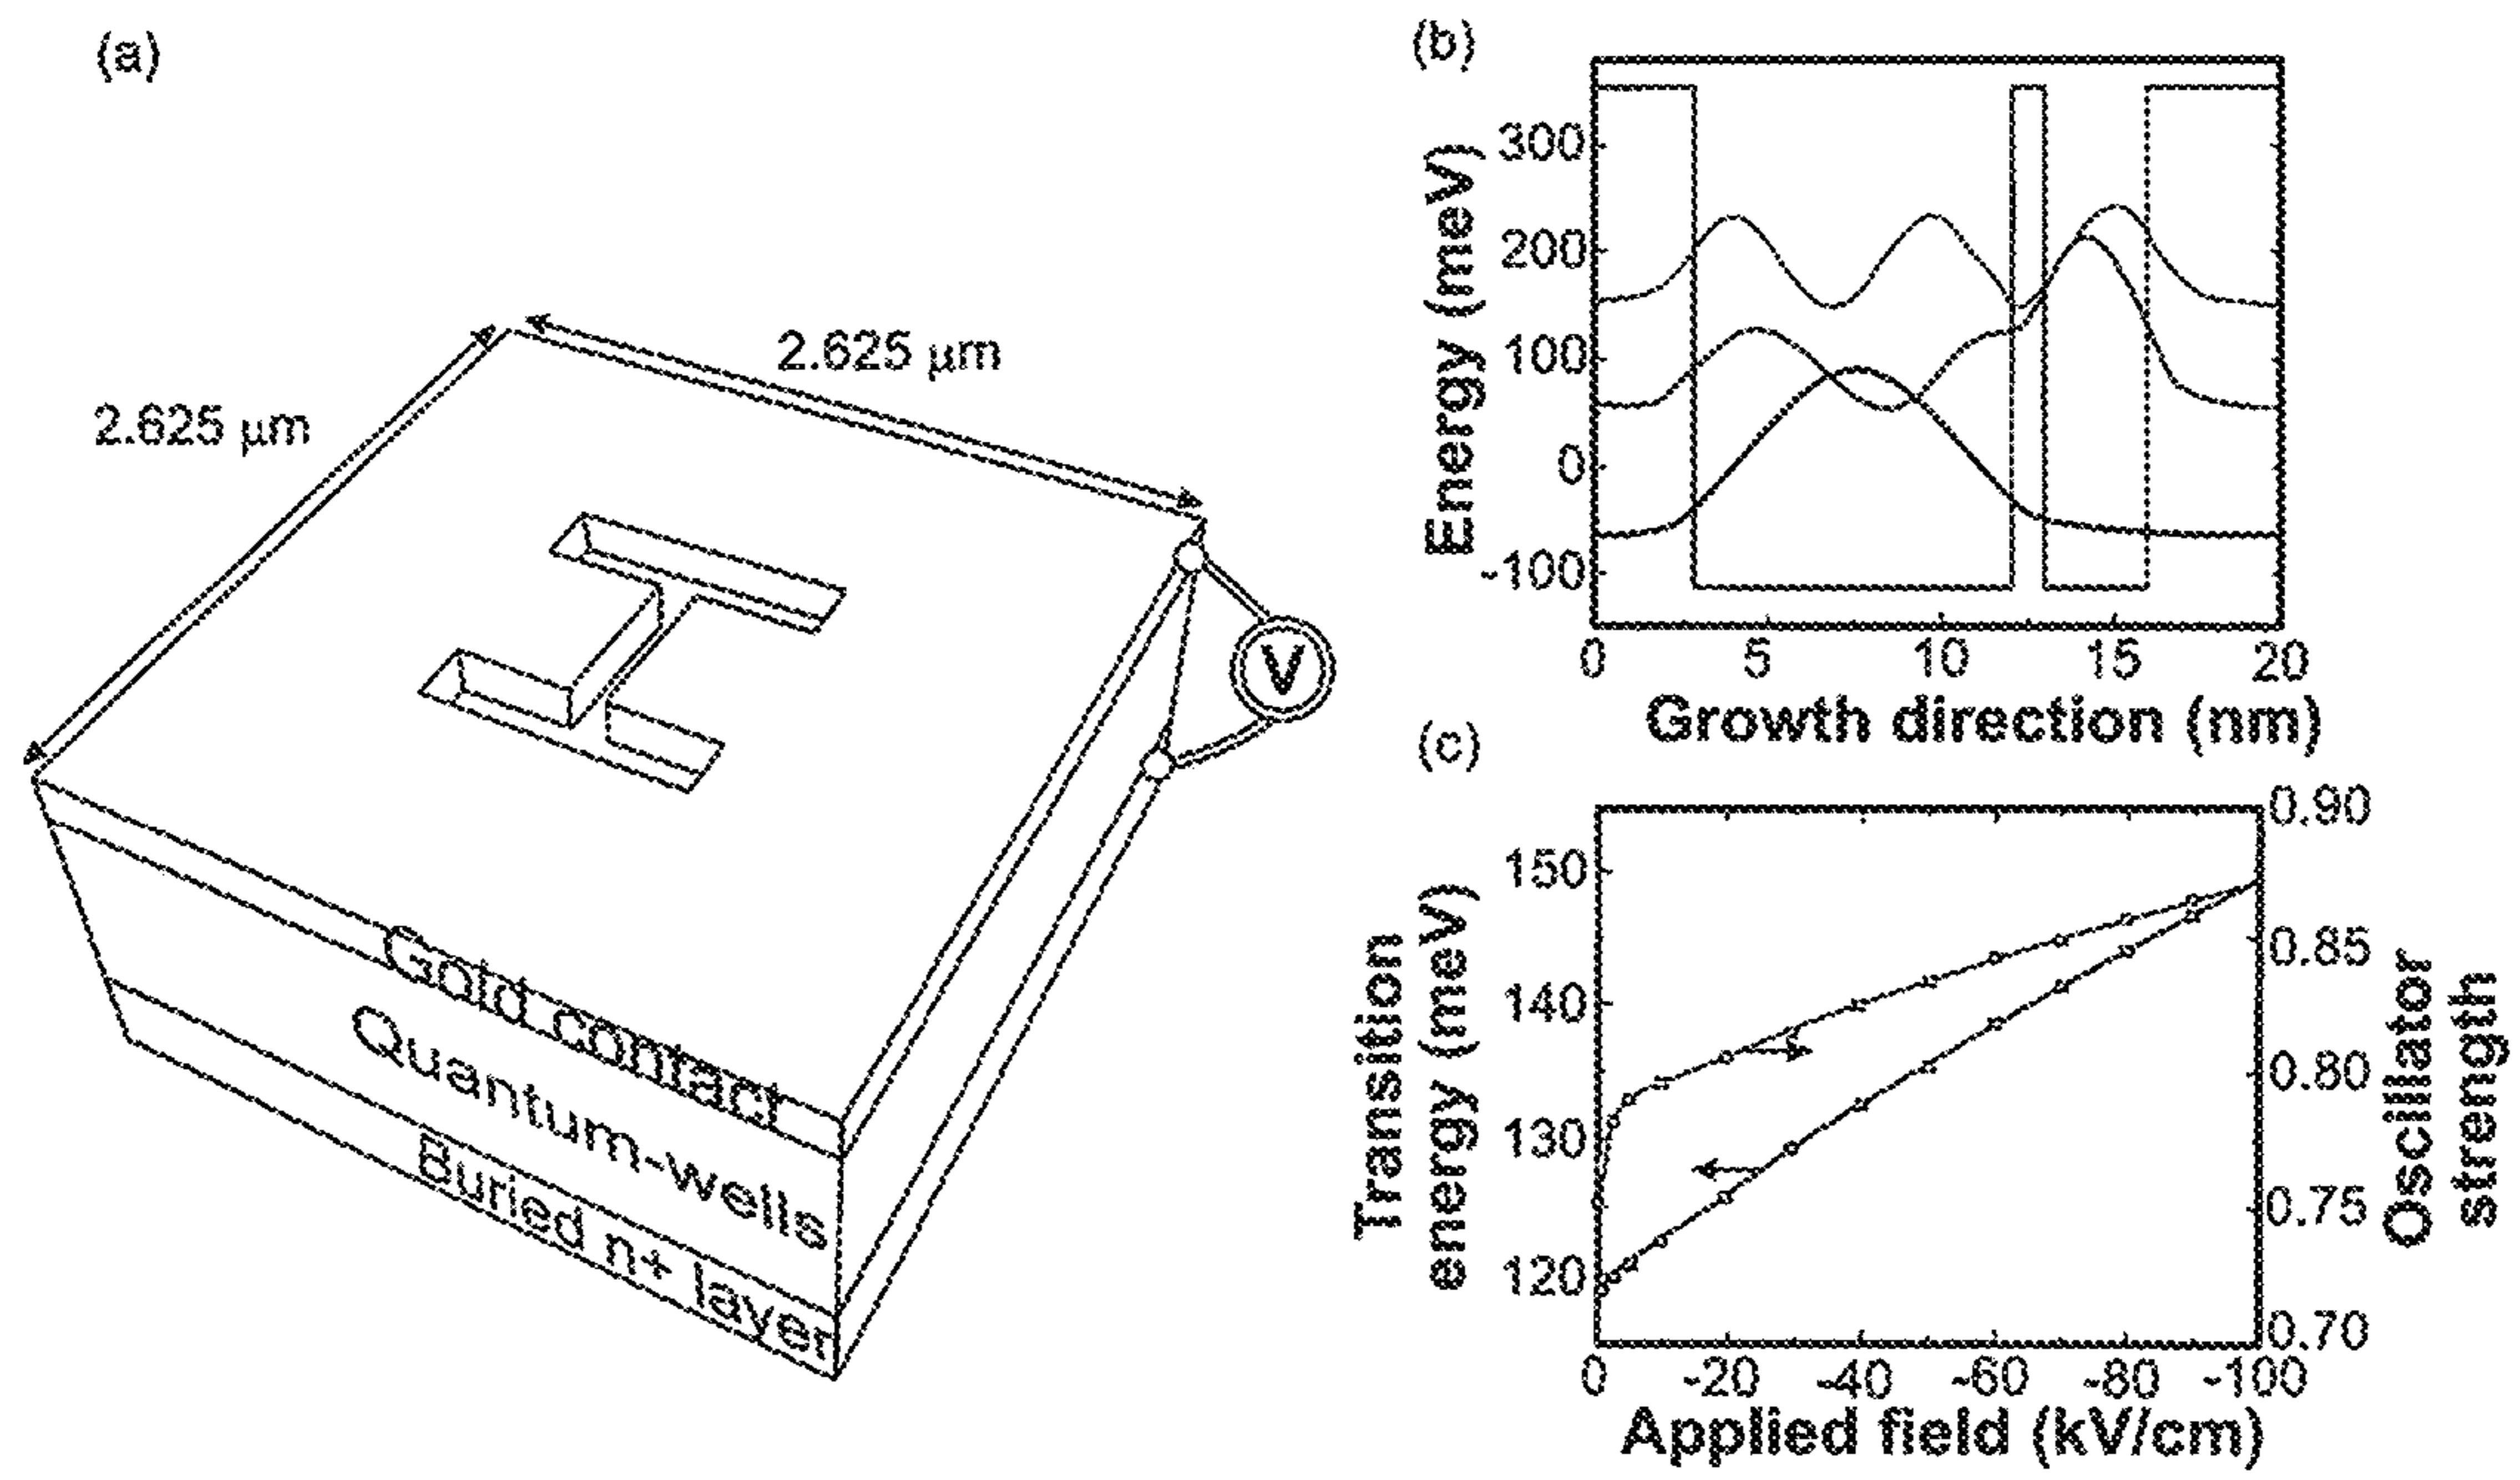 (a)
2.625 µm
2.625 µm
V
Gold contact
Quantum-wells
Buried n+ layer
(b)
Energy (meV)
300
200
100
0
-100
0 5 10 15 20
Growth direction (nm)
(c)
Transition
energy (meV)
150
140
130
120
0.90
0.85
0.80
0.75
0.70
Oscillator
strength
0 -20 -40 -60 -80 -100
Applied field (kV/cm)